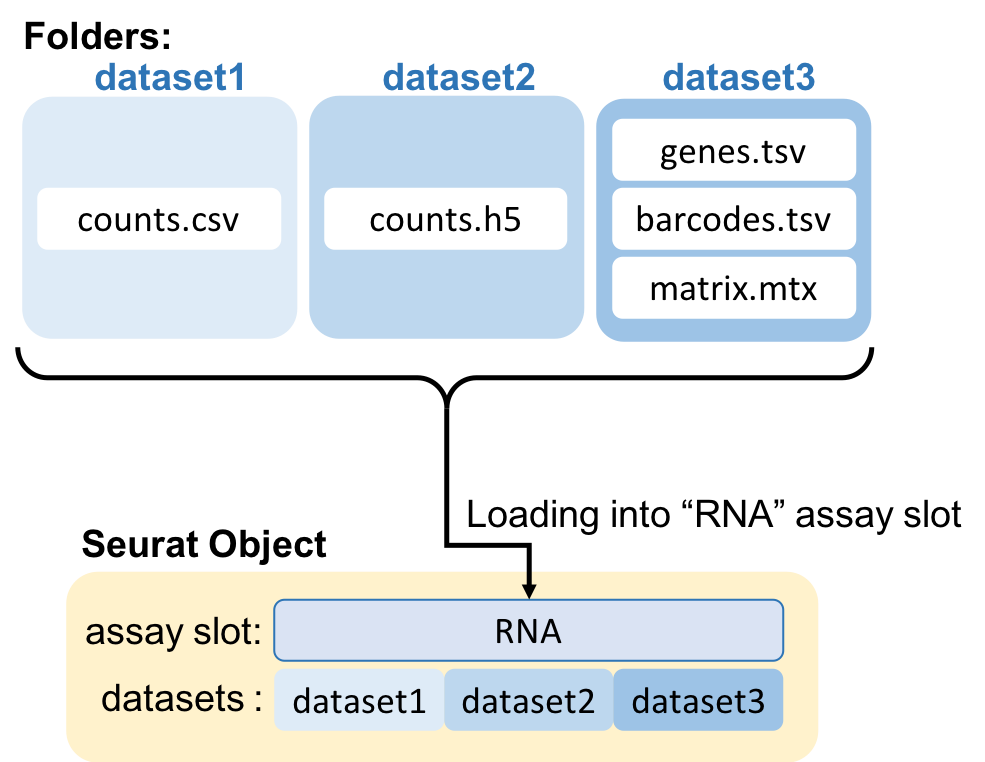 Folders:
dataset1 dataset2 dataset3
genes.tsv
counts.csv counts.h5 barcodes.tsv
matrix.mtx
Loading into “RNA” assay slot
Seurat Object
assay slot: RNA
datasets : dataset1 dataset2 dataset3